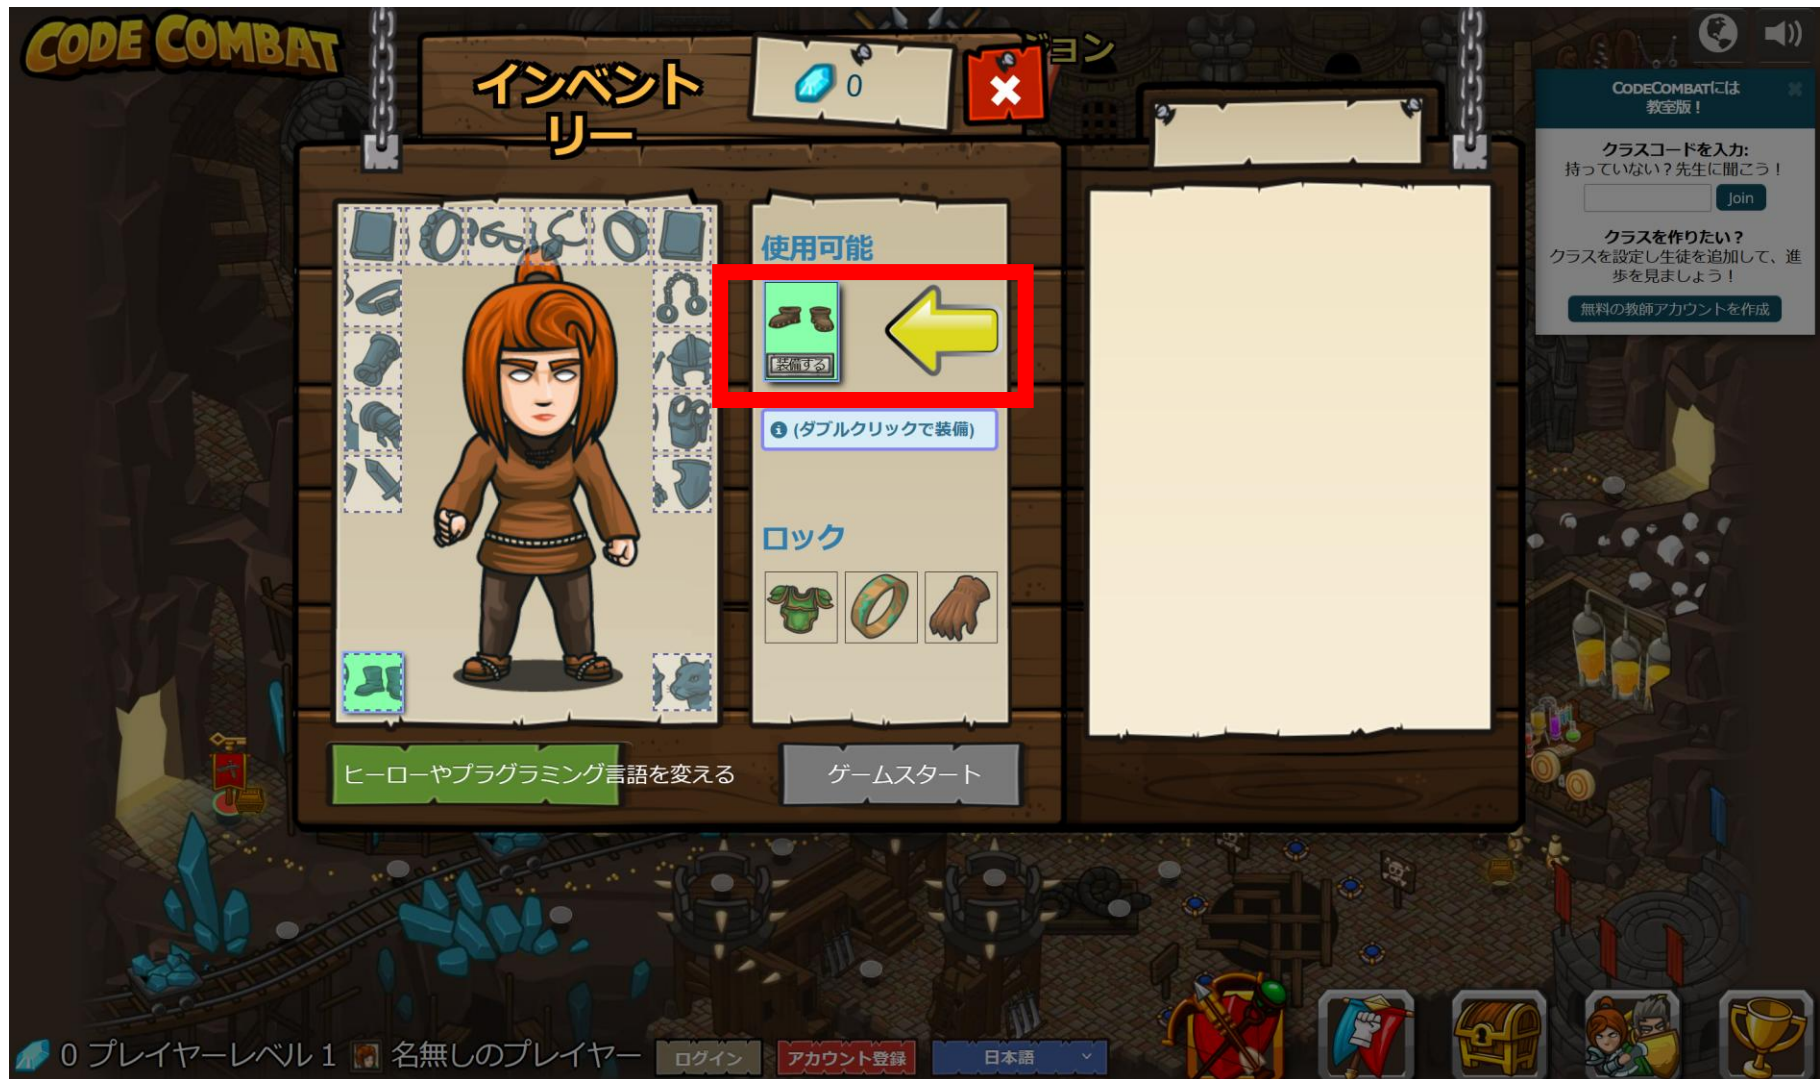 CODE COMBAT
インベント
リー
0
ジョン
CODECOMBATには
教室版！
クラスコードを入力:
持っていない？先生に聞こう！
Join
クラスを作りたい？
クラスを設定し生徒を追加して、進
歩を見ましょう！
無料の教師アカウントを作成
使用可能
装備する
(ダブルクリックで装備)
ロック
ヒーローやプラグラミング言語を変える
ゲームスタート
0 プレイヤーレベル 1 名無しのプレイヤー
ログイン
アカウント登録
日本語